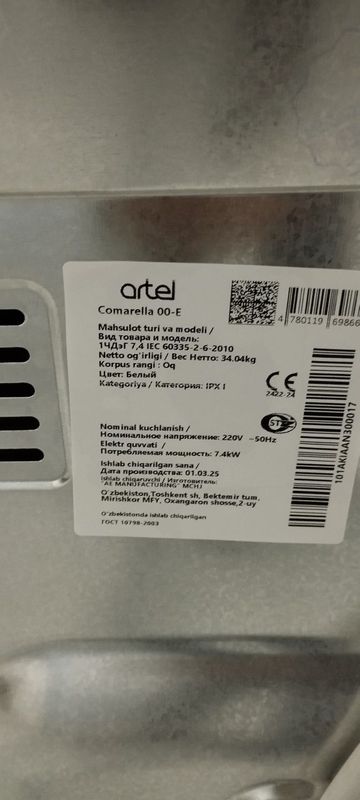 artel
Comarella 00-E
4 780119 69866
Mahsulot turi va modeli /
Вид товара и модель:
1ЧДэГ 7,4 IEC 60335-2-6-2010
Netto og'irligi / Вес Нетто: 34.04kg
Korpus rangi : Oq
Цвет: Белый
Kategoriya / Категория: IPX I
CE
2422-24
Nominal kuchlanish /
Номинальное напряжение: 220V ~50Hz
Elektr quvvati /
Потребляемая мощность: 7.4kw
Ishlab chiqarilgan sana /
Дата производства: 01.03.25
Ishlab chiqaruvchi / Изготовитель:
"AE MANUFACTURING" MCHJ
O'zbekiston,Toshkent sh, Bektemir tum,
Mirishkor MFY, Oxangaron shosse,2-uy
O'zbekistonda ishlab chiqarilgan
ГОСТ 10798-2003
101AKIAAN300017